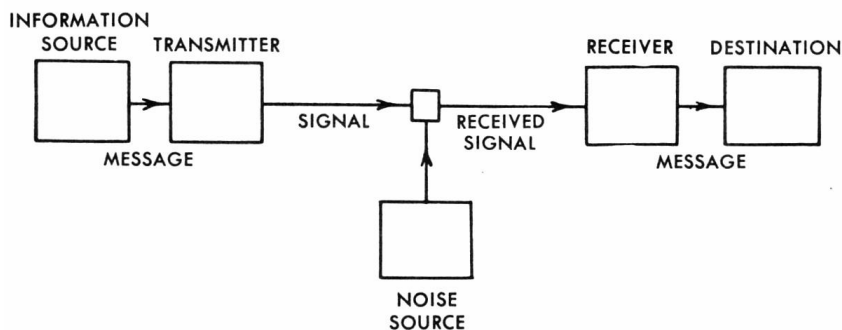 INFORMATION
SOURCE
TRANSMITTER
RECEIVER
DESTINATION
SIGNAL
RECEIVED
SIGNAL
MESSAGE
MESSAGE
NOISE
SOURCE